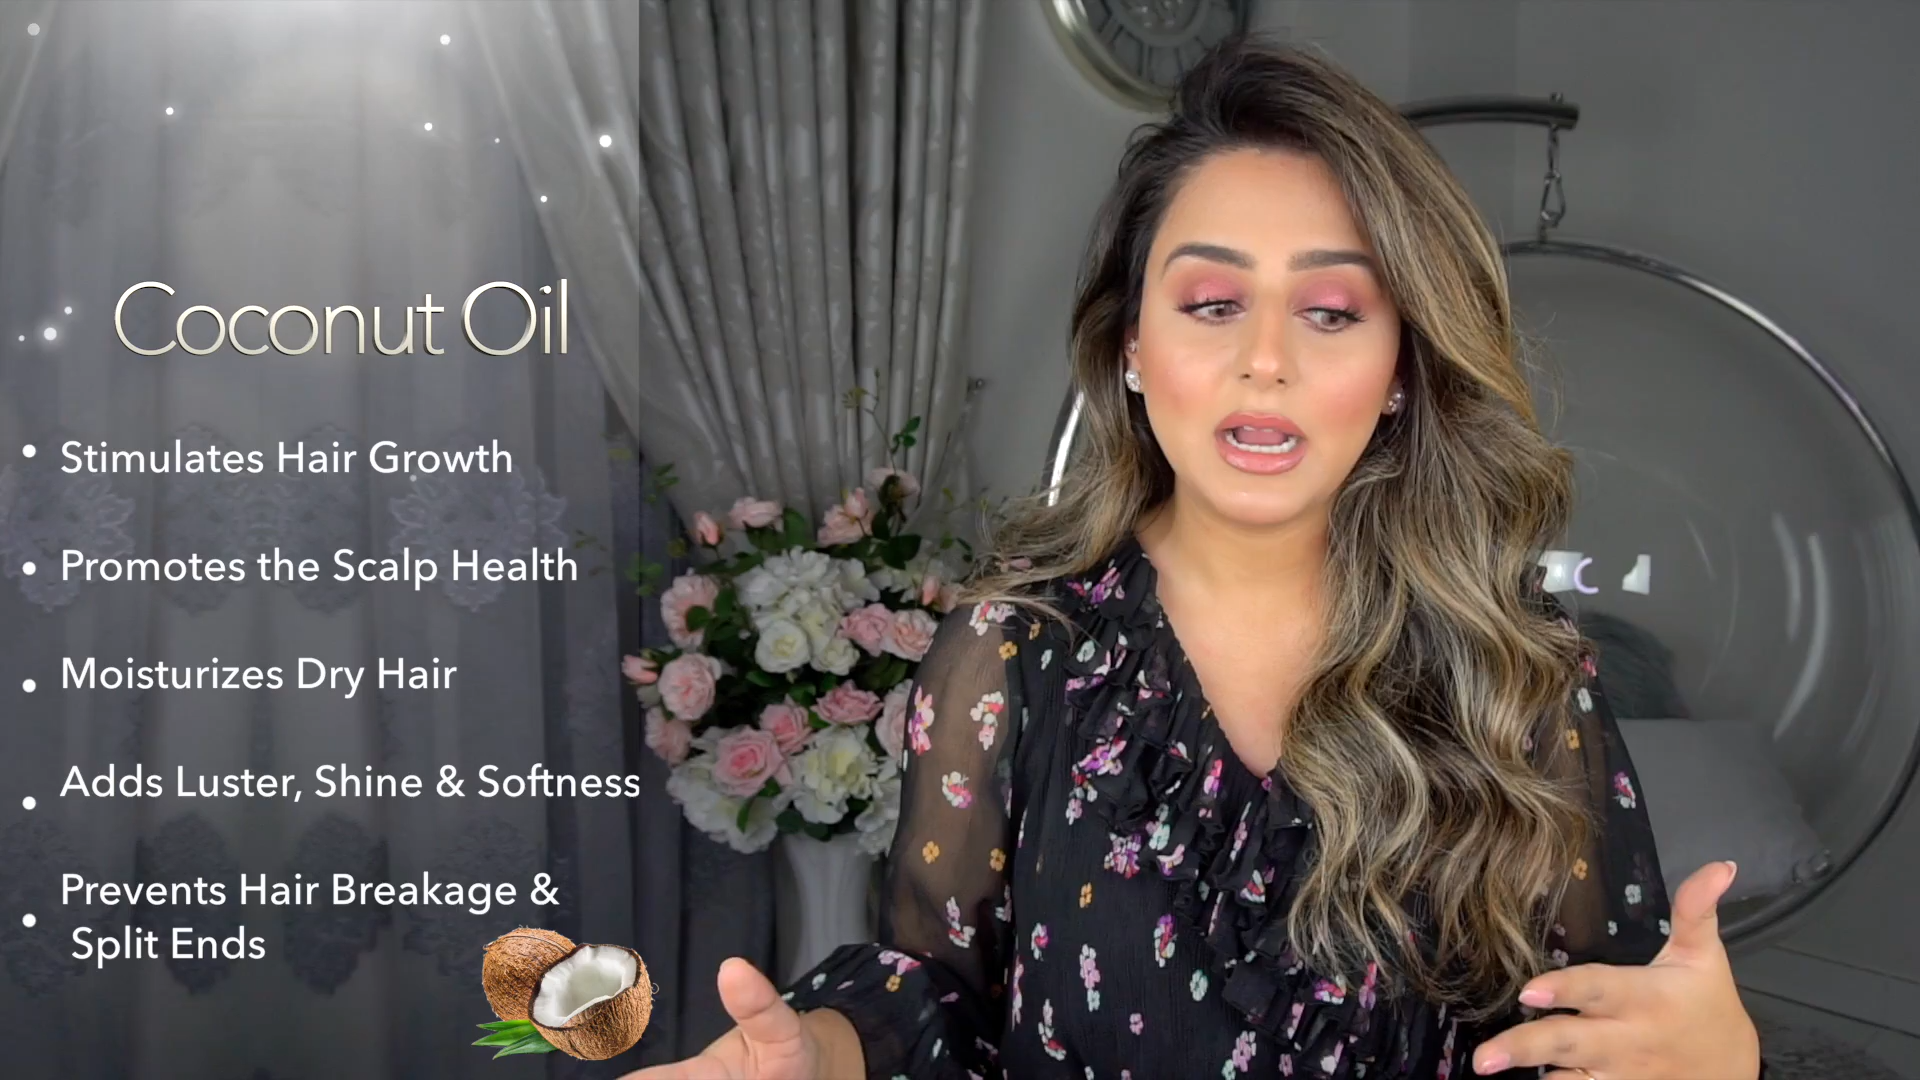 Coconut Oil
• Stimulates Hair Growth
• Promotes the Scalp Health
• Moisturizes Dry Hair
• Adds Luster, Shine & Softness
• Prevents Hair Breakage &
Split Ends